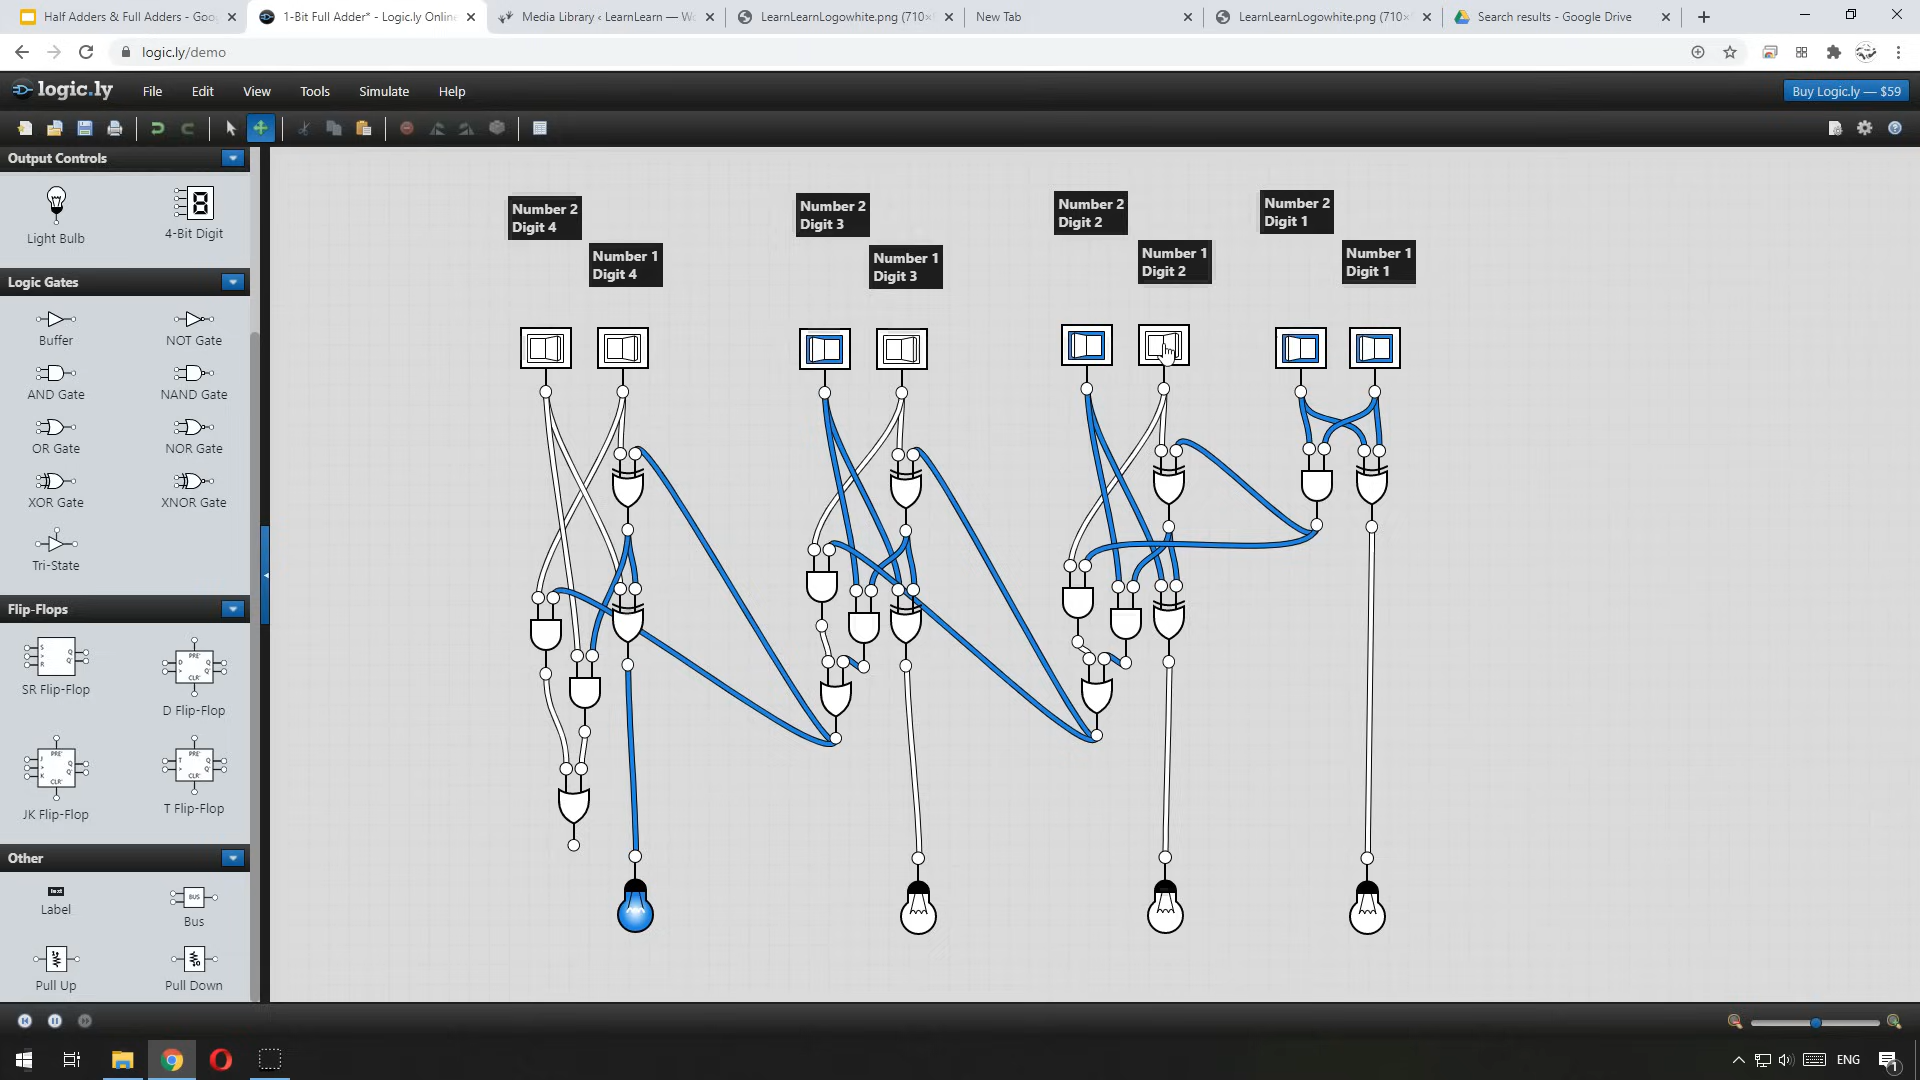 Half Adders & Full Adders - Goo
1-Bit Full Adder* - Logic.ly Online
Media Library ‹ LearnLearn — Wo
LearnLearnLogowhite.png (710×
New Tab
LearnLearnLogowhite.png (710×
Search results - Google Drive
logic.ly/demo
logic.ly
File
Edit
View
Tools
Simulate
Help
Buy Logic.ly — $59
Output Controls
Light Bulb
4-Bit Digit
Logic Gates
Buffer
NOT Gate
AND Gate
NAND Gate
OR Gate
NOR Gate
XOR Gate
XNOR Gate
Tri-State
Flip-Flops
SR Flip-Flop
D Flip-Flop
JK Flip-Flop
T Flip-Flop
Other
Label
Bus
Pull Up
Pull Down
Number 2
Digit 4
Number 1
Digit 4
Number 2
Digit 3
Number 1
Digit 3
Number 2
Digit 2
Number 1
Digit 2
Number 2
Digit 1
Number 1
Digit 1
ENG